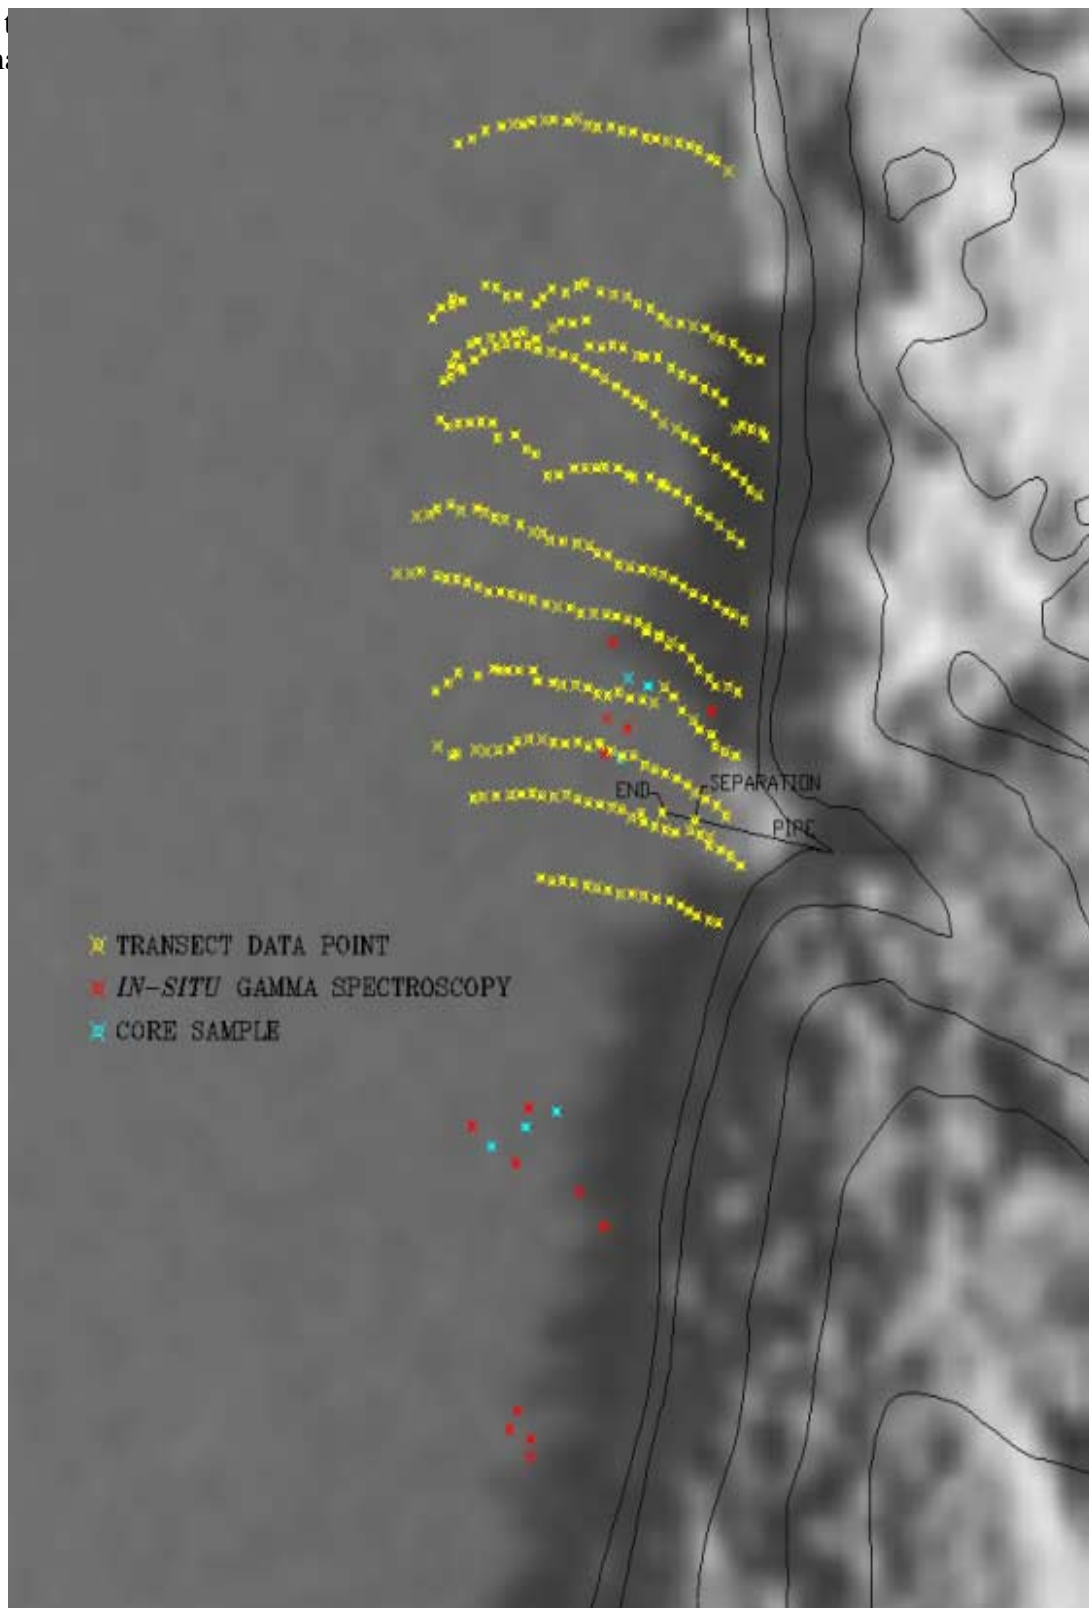 END
SEPARATION
PIPE
TRANSECT DATA POINT
IN-SITU GAMMA SPECTROSCOPY
CORE SAMPLE